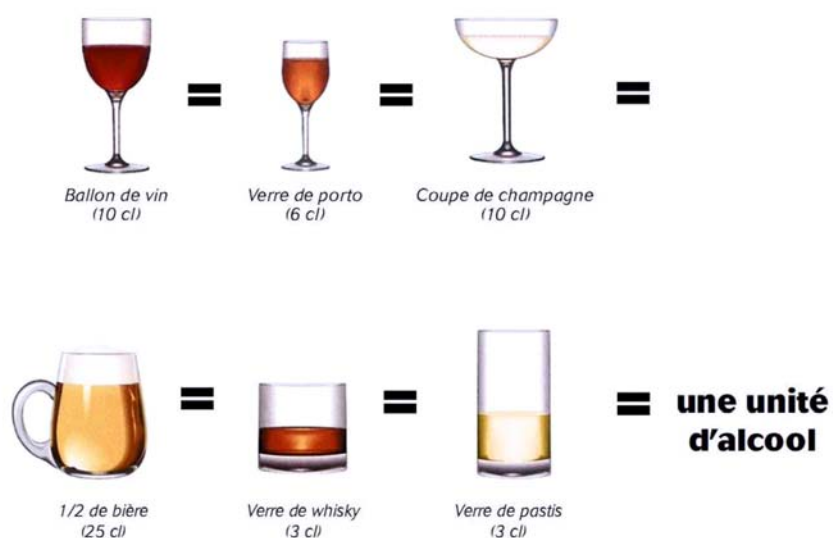 =
=
=
Ballon de vin
(10 cl)
Verre de porto
(6 cl)
Coupe de champagne
(10 cl)
=
=
=
une unité
d'alcool
1/2 de bière
(25 cl)
Verre de whisky
(3 cl)
Verre de pastis
(3 cl)